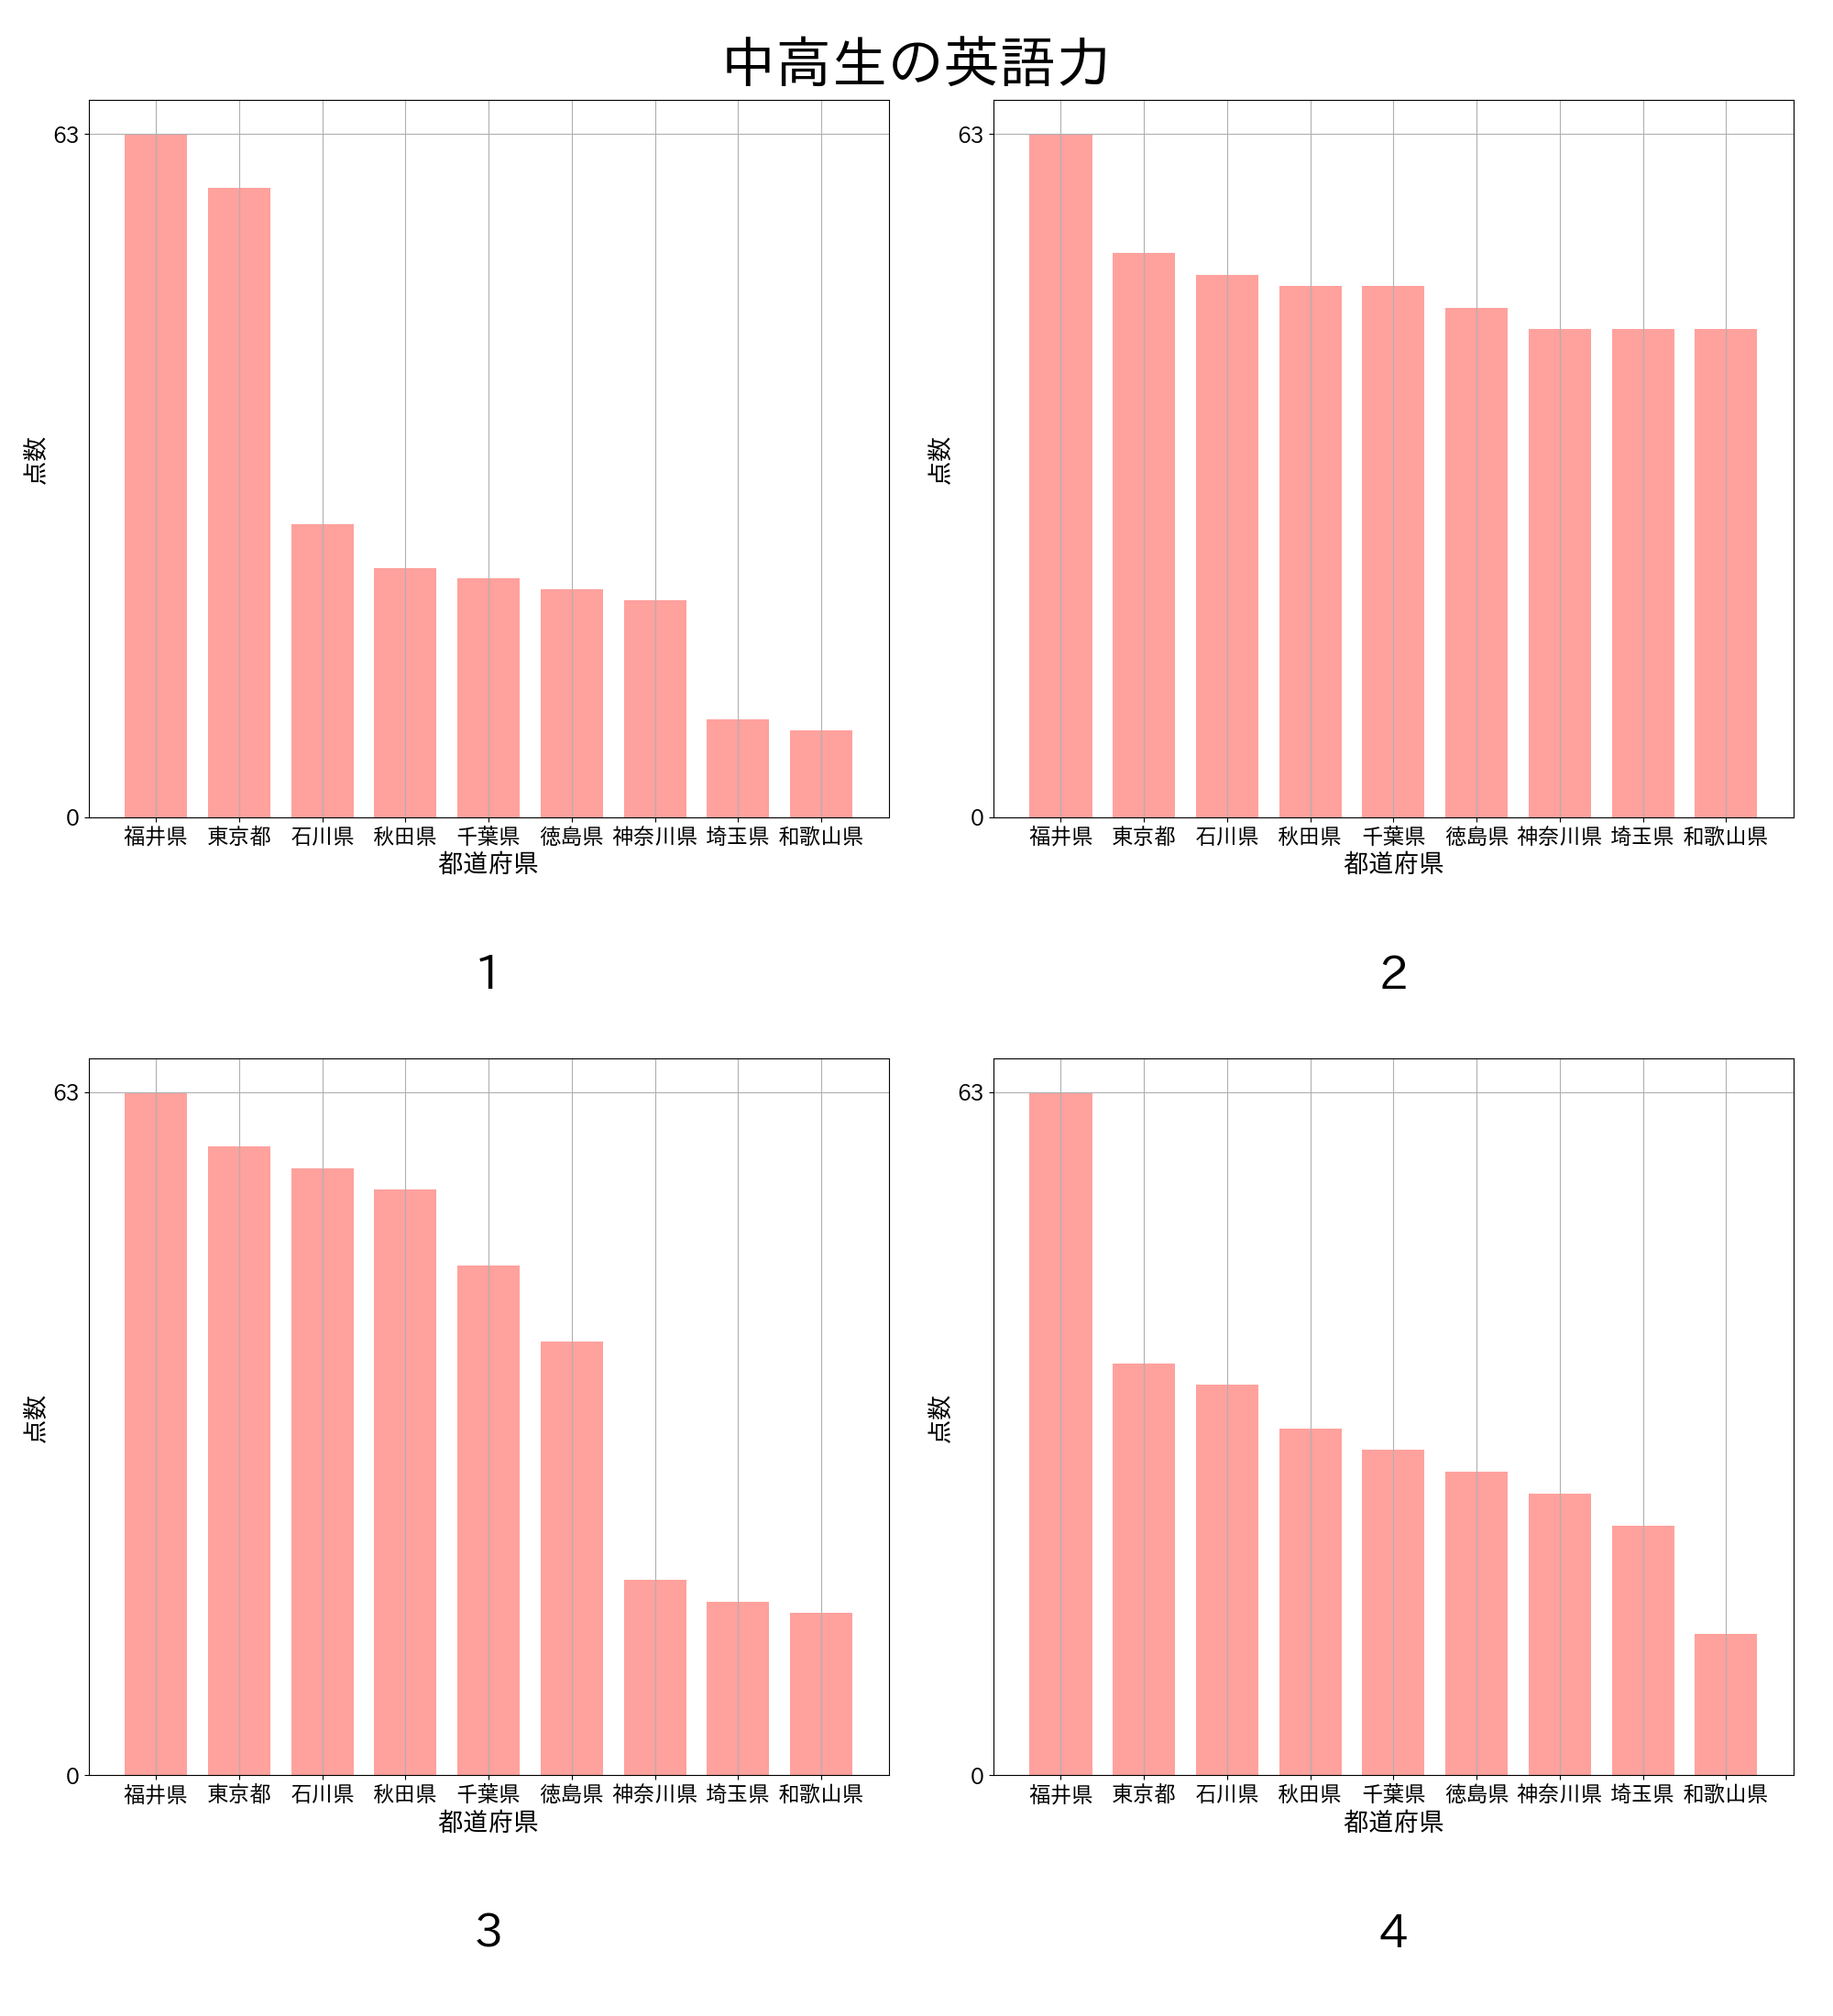 中高生の英語力
63
点数
0
福井県 東京都 石川県 秋田県 千葉県 徳島県 神奈川県 埼玉県 和歌山県
都道府県
1
63
点数
0
福井県 東京都 石川県 秋田県 千葉県 徳島県 神奈川県 埼玉県 和歌山県
都道府県
2
63
点数
0
福井県 東京都 石川県 秋田県 千葉県 徳島県 神奈川県 埼玉県 和歌山県
都道府県
3
63
点数
0
福井県 東京都 石川県 秋田県 千葉県 徳島県 神奈川県 埼玉県 和歌山県
都道府県
4